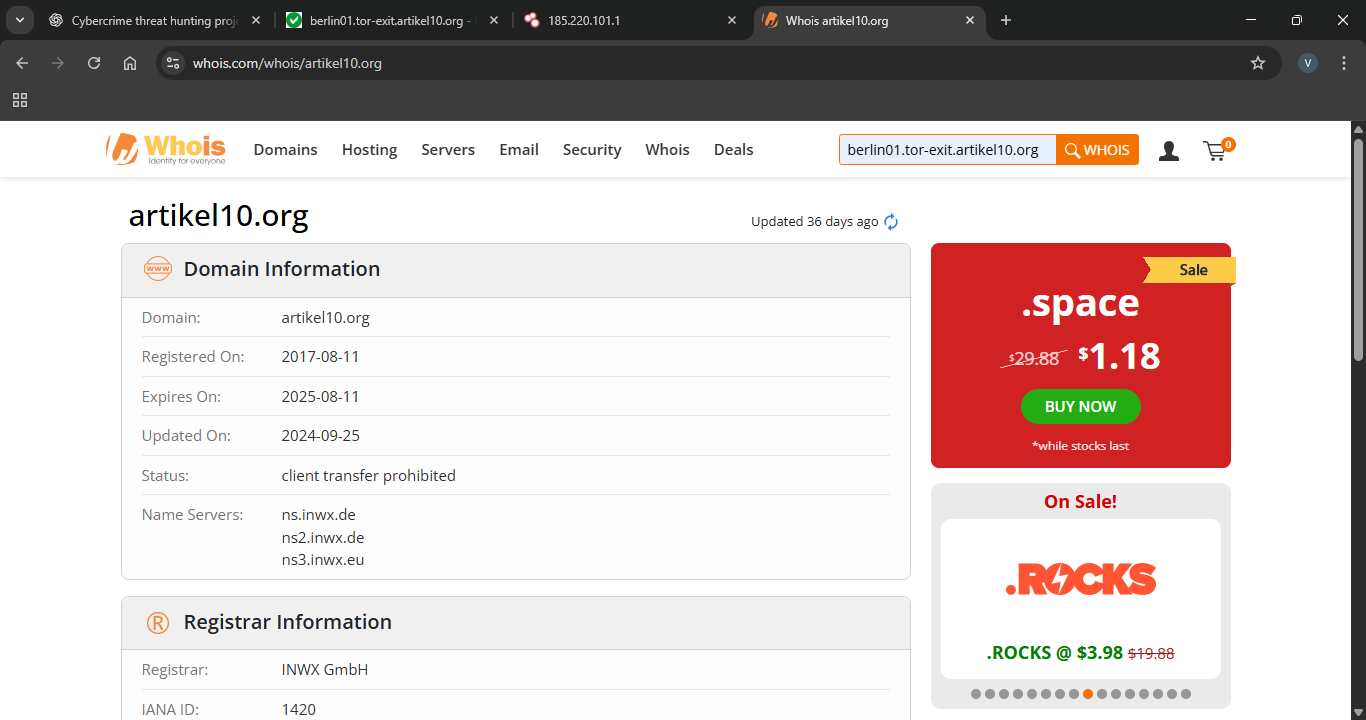 Cybercrime threat hunting proj
berlin01.tor-exit.artikel10.org -
185.220.101.1
Whois artikel10.org
whois.com/whois/artikel10.org
V
Whois
Identity for everyone
Domains
Hosting
Servers
Email
Security
Whois
Deals
berlin01.tor-exit.artikel10.org
WHOIS
0
artikel10.org
Updated 36 days ago
www
Domain Information
Domain: artikel10.org
Registered On: 2017-08-11
Expires On: 2025-08-11
Updated On: 2024-09-25
Status: client transfer prohibited
Name Servers: ns.inwx.de
ns2.inwx.de
ns3.inwx.eu
R
Registrar Information
Registrar: INWX GmbH
IANA ID: 1420
Sale
.space
$29.88 $1.18
BUY NOW
*while stocks last
On Sale!
.ROCKS
.ROCKS @ $3.98 $19.88